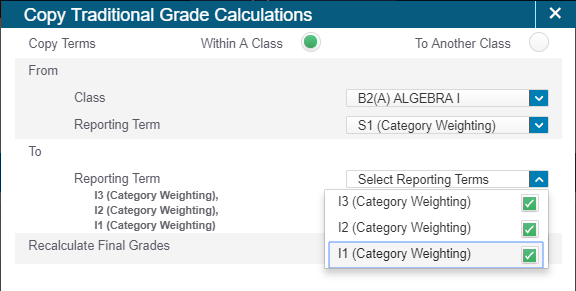 Copy Traditional Grade Calculations ×
Copy Terms Within A Class To Another Class
From
Class B2(A) ALGEBRA I
Reporting Term S1 (Category Weighting)
To
Reporting Term Select Reporting Terms
I3 (Category Weighting),
I2 (Category Weighting),
I1 (Category Weighting)
I3 (Category Weighting)
I2 (Category Weighting)
I1 (Category Weighting)
Recalculate Final Grades